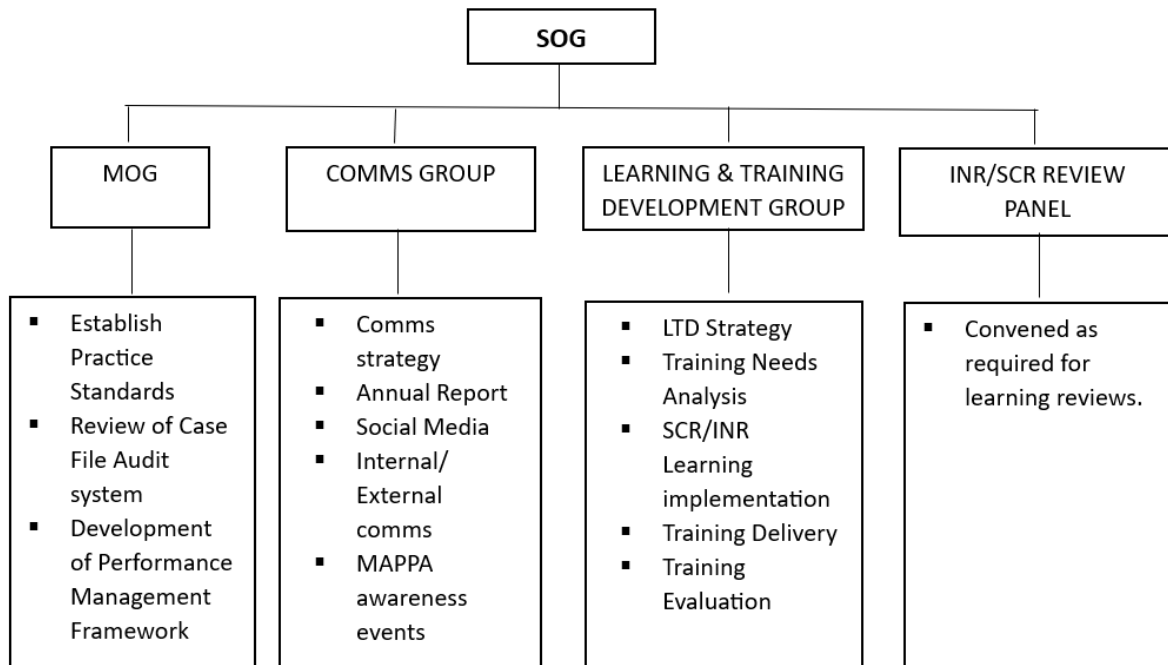 SOG
MOG
COMMS GROUP
LEARNING & TRAINING
DEVELOPMENT GROUP
INR/SCR REVIEW
PANEL
▪ Establish
Practice
Standards
▪ Review of Case
File Audit
system
▪ Development
of Performance
Management
Framework
▪ Comms
strategy
▪ Annual Report
▪ Social Media
▪ Internal/
External
comms
▪ MAPPA
awareness
events
▪ LTD Strategy
▪ Training Needs
Analysis
▪ SCR/INR
Learning
implementation
▪ Training Delivery
▪ Training
Evaluation
▪ Convened as
required for
learning reviews.